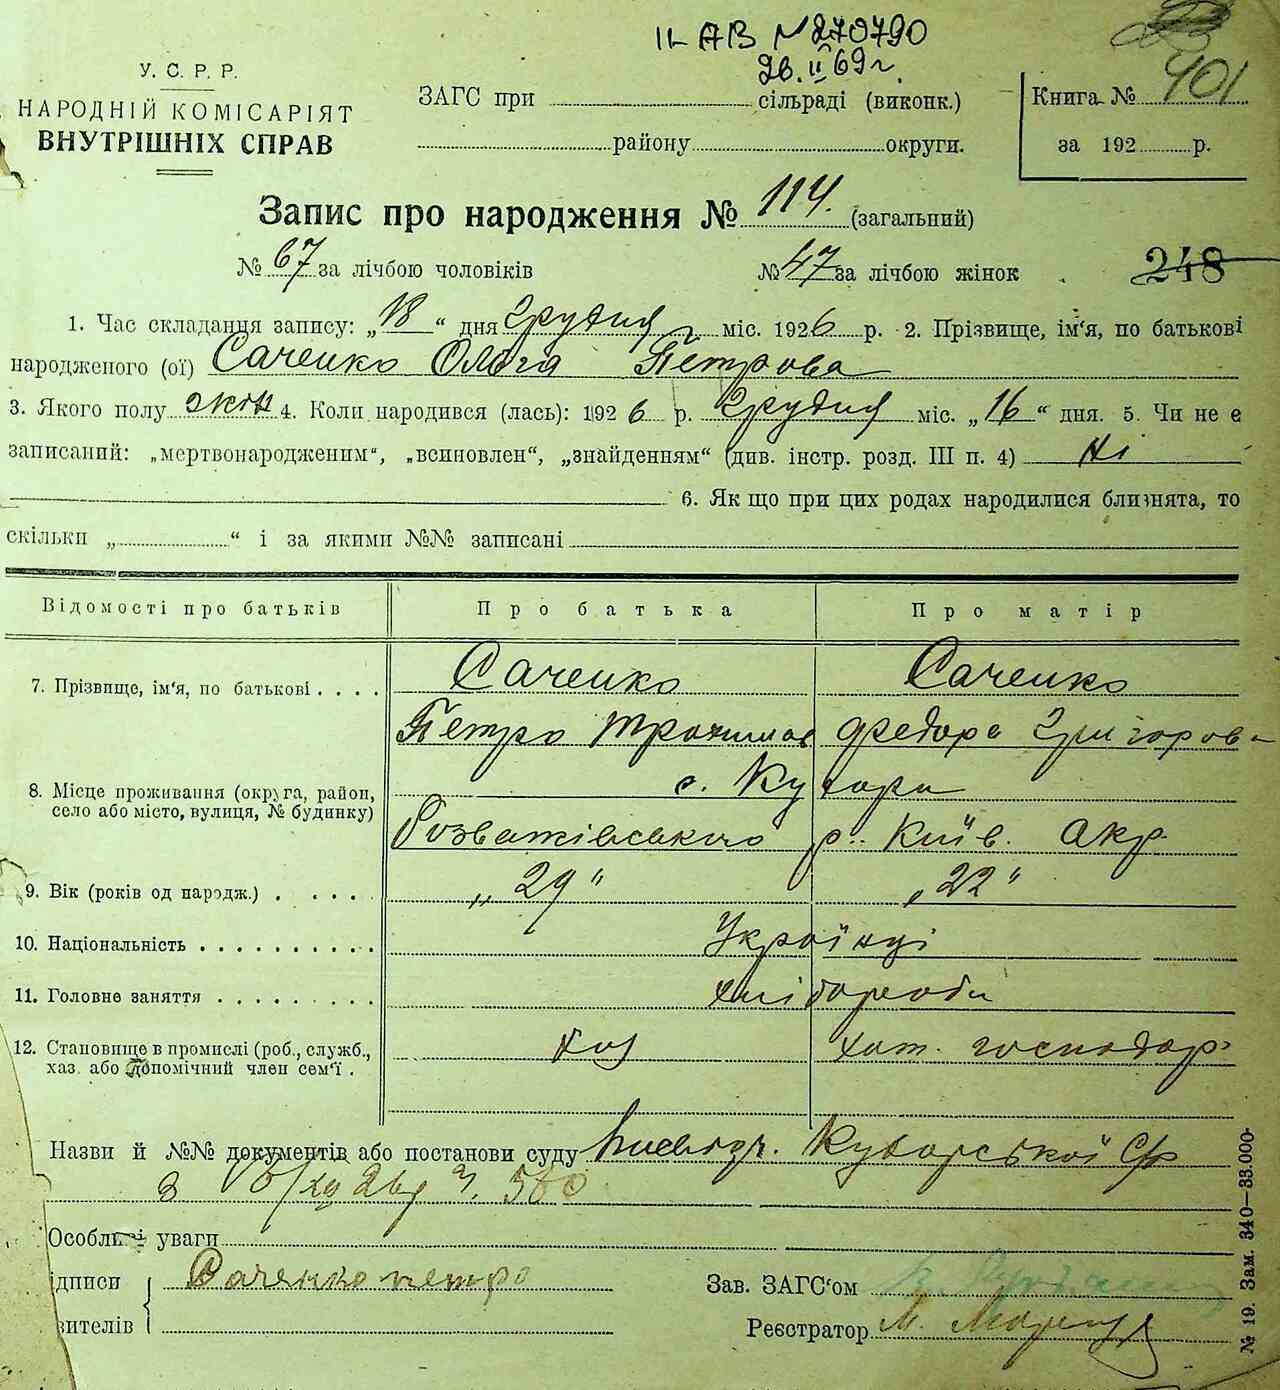 II-АВ №270790
26.II 69 г.
У. С. Р. Р.
НАРОДНІЙ КОМІСАРІЯТ
ВНУТРІШНІХ СПРАВ
ЗАГС при сільраді (виконк.)
району округи.
Книга № 401
за 192 р.
Запис про народження № 114. (загальний)
№ 67 за лічбою чоловіків № 47 за лічбою жінок 248
1. Час складання запису: „18“ дня Грудня міс. 1926 р. 2. Прізвище, ім'я, по батькові
народженого (ої) Саченко Ольга Петрова
3. Якого полу жін 4. Коли народився (лась): 1926 р. Грудня міс. „16“ дня. 5. Чи не є
записаний: „мертвонародженим“, „всиновлен“, „знайденням“ (див. інстр. розд. III п. 4) Ні
6. Як що при цих родах народилися близнята, то
скільки „ “ і за якими №№ записані
Відомості про батьків Про батька Про матір
7. Прізвище, ім'я, по батькові . . . . Саченко Саченко
Петро Трохимов Федора Григорова
8. Місце проживання (округа, район, село або місто, вулиця, № будинку) с. Кухари
Розважівського р. Київ. Окр.
9. Вік (років од народж.) . . . . . „29“ „22“
10. Національність . . . . . . . . . . Українці
11. Головне заняття . . . . . . . . . Хлібороби
12. Становище в промислі (роб., служб., Хоз хат. господар
хаз. або допомічний член сем'ї .
Назви й №№ документів або постанови суду Кухарської С/р
з
Особливі уваги
ідписи Саченко петро Зав. ЗАГС'ом
вителів Реєстратор М.
№ 19. Зам. 340—33.000-